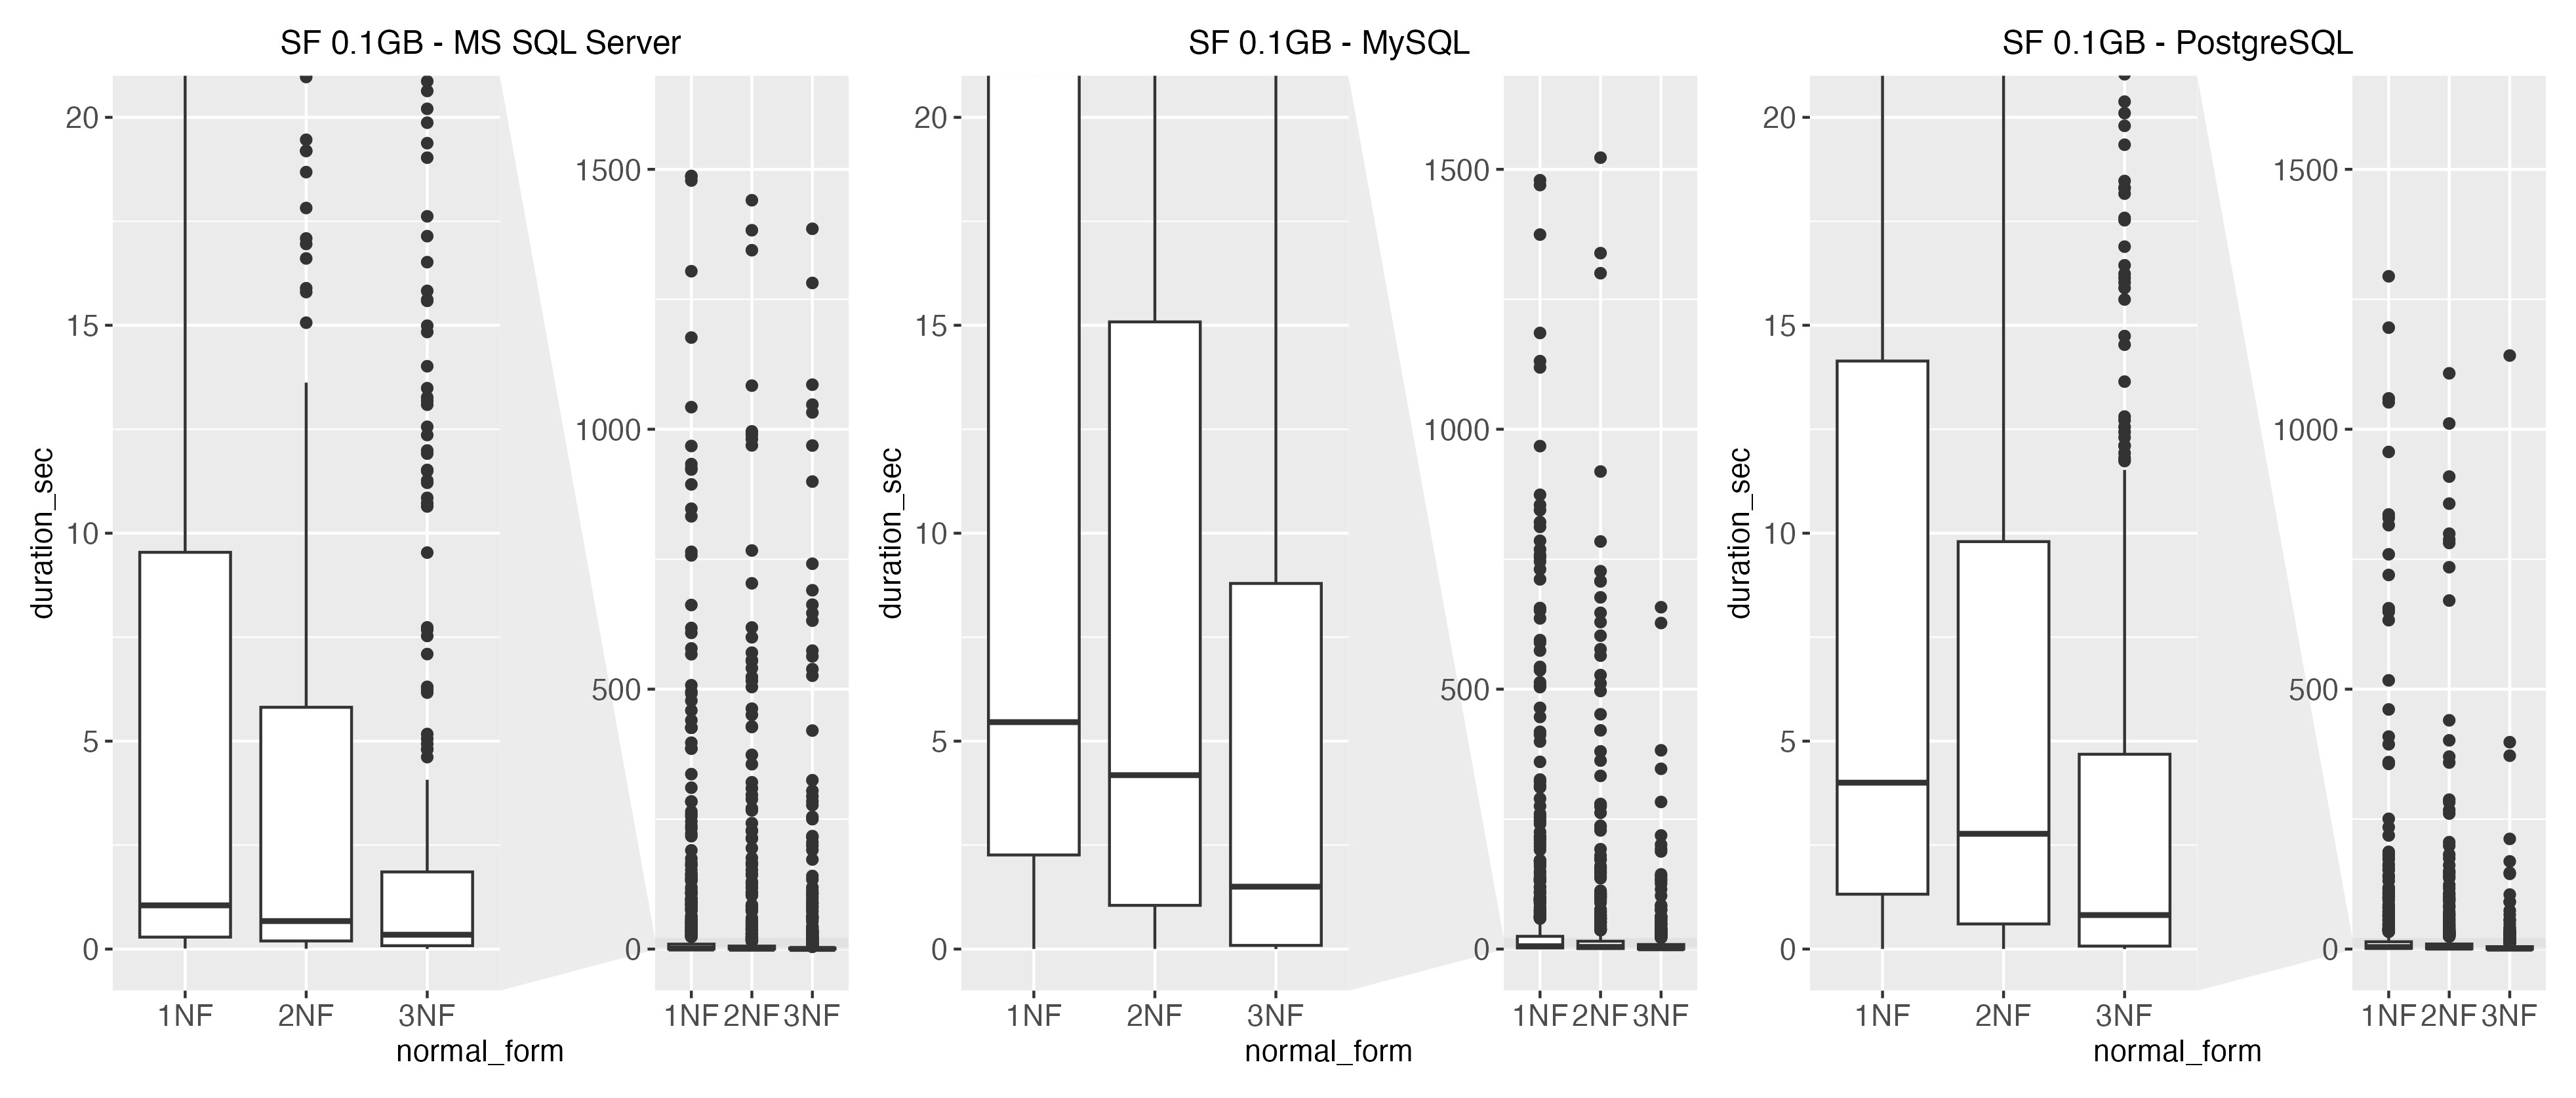 SF 0.1GB - MS SQL Server
duration_sec
20
15
10
5
0
1NF 2NF 3NF
1500
1000
500
0
1NF 2NF 3NF
normal_form
SF 0.1GB - MySQL
duration_sec
20
15
10
5
0
1NF 2NF 3NF
1500
1000
500
0
1NF 2NF 3NF
normal_form
SF 0.1GB - PostgreSQL
duration_sec
20
15
10
5
0
1NF 2NF 3NF
1500
1000
500
0
1NF 2NF 3NF
normal_form